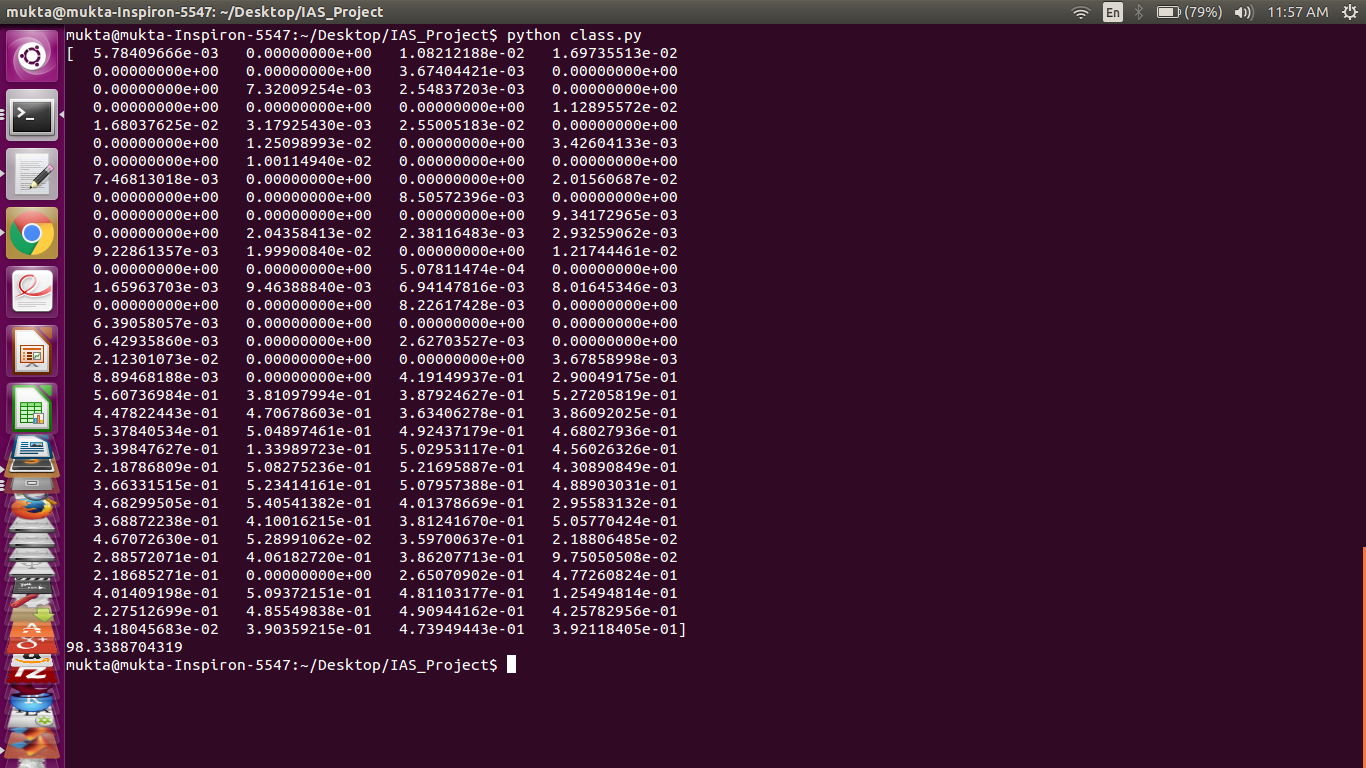 mukta@mukta-Inspiron-5547: ~/Desktop/IAS_Project
En
(79%)
11:57 AM
mukta@mukta-Inspiron-5547:~/Desktop/IAS_Project$ python class.py
[ 5.78409666e-03 0.00000000e+00 1.08212188e-02 1.69735513e-02
0.00000000e+00 0.00000000e+00 3.67404421e-03 0.00000000e+00
0.00000000e+00 7.32009254e-03 2.54837203e-03 0.00000000e+00
0.00000000e+00 0.00000000e+00 0.00000000e+00 1.12895572e-02
1.68037625e-02 3.17925430e-03 2.55005183e-02 0.00000000e+00
0.00000000e+00 1.25098993e-02 0.00000000e+00 3.42604133e-03
0.00000000e+00 1.00114940e-02 0.00000000e+00 0.00000000e+00
7.46813018e-03 0.00000000e+00 0.00000000e+00 2.01560687e-02
0.00000000e+00 0.00000000e+00 8.50572396e-03 0.00000000e+00
0.00000000e+00 0.00000000e+00 0.00000000e+00 9.34172965e-03
0.00000000e+00 2.04358413e-02 2.38116483e-03 2.93259062e-03
9.22861357e-03 1.99900840e-02 0.00000000e+00 1.21744461e-02
0.00000000e+00 0.00000000e+00 5.07811474e-04 0.00000000e+00
1.65963703e-03 9.46388840e-03 6.94147816e-03 8.01645346e-03
0.00000000e+00 0.00000000e+00 8.22617428e-03 0.00000000e+00
6.39058057e-03 0.00000000e+00 0.00000000e+00 0.00000000e+00
6.42935860e-03 0.00000000e+00 2.62703527e-03 0.00000000e+00
2.12301073e-02 0.00000000e+00 0.00000000e+00 3.67858998e-03
8.89468188e-03 0.00000000e+00 4.19149937e-01 2.90049175e-01
5.60736984e-01 3.81097994e-01 3.87924627e-01 5.27205819e-01
4.47822443e-01 4.70678603e-01 3.63406278e-01 3.86092025e-01
5.37840534e-01 5.04897461e-01 4.92437179e-01 4.68027936e-01
3.39847627e-01 1.33989723e-01 5.02953117e-01 4.56026326e-01
2.18786809e-01 5.08275236e-01 5.21695887e-01 4.30890849e-01
3.66331515e-01 5.23414161e-01 5.07957388e-01 4.88903031e-01
4.68299505e-01 5.40541382e-01 4.01378669e-01 2.95583132e-01
3.68872238e-01 4.10016215e-01 3.81241670e-01 5.05770424e-01
4.67072630e-01 5.28991062e-02 3.59700637e-01 2.18806485e-02
2.88572071e-01 4.06182720e-01 3.86207713e-01 9.75050508e-02
2.18685271e-01 0.00000000e+00 2.65070902e-01 4.77260824e-01
4.01409198e-01 5.09372151e-01 4.81103177e-01 1.25494814e-01
2.27512699e-01 4.85549838e-01 4.90944162e-01 4.25782956e-01
4.18045683e-02 3.90359215e-01 4.73949443e-01 3.92118405e-01]
98.3388704319
mukta@mukta-Inspiron-5547:~/Desktop/IAS_Project$